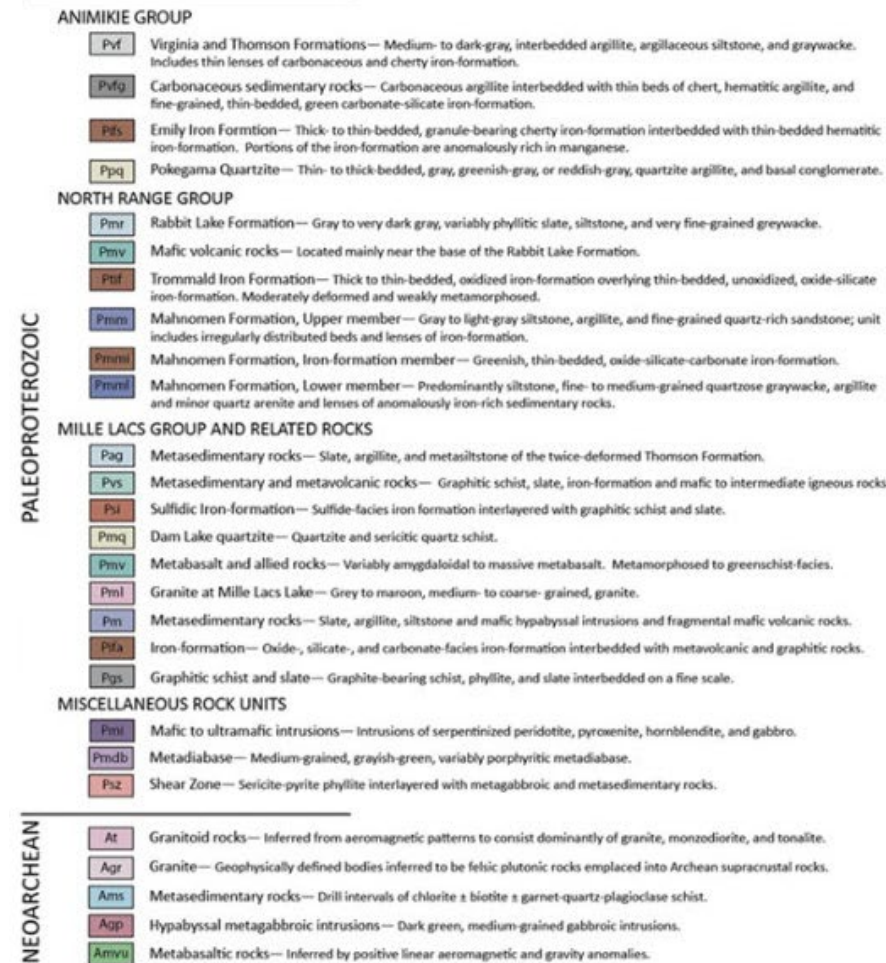 ANIMIKIE GROUP
Pvf Virginia and Thomson Formations— Medium- to dark-gray, interbedded argillite, argillaceous siltstone, and graywacke.
Includes thin lenses of carbonaceous and cherty iron-formation.
Pvfg Carbonaceous sedimentary rocks— Carbonaceous argillite interbedded with thin beds of chert, hematitic argillite, and
fine-grained, thin-bedded, green carbonate-silicate iron-formation.
Pifs Emily Iron Formtion— Thick- to thin-bedded, granule-bearing cherty iron-formation interbedded with thin-bedded hematitic
iron-formation. Portions of the iron-formation are anomalously rich in manganese.
Ppq Pokegama Quartzite— Thin- to thick-bedded, gray, greenish-gray, or reddish-gray, quartzite argillite, and basal conglomerate.
NORTH RANGE GROUP
Pmr Rabbit Lake Formation— Gray to very dark gray, variably phyllitic slate, siltstone, and very fine-grained greywacke.
Pmv Mafic volcanic rocks— Located mainly near the base of the Rabbit Lake Formation.
Ptif Trommald Iron Formation— Thick to thin-bedded, oxidized iron-formation overlying thin-bedded, unoxidized, oxide-silicate
iron-formation. Moderately deformed and weakly metamorphosed.
Pmm Mahnomen Formation, Upper member— Gray to light-gray siltstone, argillite, and fine-grained quartz-rich sandstone; unit
includes irregularly distributed beds and lenses of iron-formation.
Pmmi Mahnomen Formation, Iron-formation member— Greenish, thin-bedded, oxide-silicate-carbonate iron-formation.
Pmml Mahnomen Formation, Lower member— Predominantly siltstone, fine- to medium-grained quartzose graywacke, argillite
and minor quartz arenite and lenses of anomalously iron-rich sedimentary rocks.
MILLE LACS GROUP AND RELATED ROCKS
Pag Metasedimentary rocks— Slate, argillite, and metasiltstone of the twice-deformed Thomson Formation.
Pvs Metasedimentary and metavolcanic rocks— Graphitic schist, slate, iron-formation and mafic to intermediate igneous rocks
Psi Sulfidic Iron-formation— Sulfide-facies iron formation interlayered with graphitic schist and slate.
Pmq Dam Lake quartzite— Quartzite and sericitic quartz schist.
Pmv Metabasalt and allied rocks— Variably amygdaloidal to massive metabasalt. Metamorphosed to greenschist-facies.
Pml Granite at Mille Lacs Lake— Grey to maroon, medium- to coarse- grained, granite.
Pm Metasedimentary rocks— Slate, argillite, siltstone and mafic hypabyssal intrusions and fragmental mafic volcanic rocks.
Pifa Iron-formation— Oxide-, silicate-, and carbonate-facies iron-formation interbedded with metavolcanic and graphitic rocks.
Pgs Graphitic schist and slate— Graphite-bearing schist, phyllite, and slate interbedded on a fine scale.
MISCELLANEOUS ROCK UNITS
Pmi Mafic to ultramafic intrusions— Intrusions of serpentinized peridotite, pyroxenite, hornblendite, and gabbro.
Pmdb Metadiabase— Medium-grained, grayish-green, variably porphyritic metadiabase.
Psz Shear Zone— Sericite-pyrite phyllite interlayered with metagabbroic and metasedimentary rocks.
PALEOPROTEROZOIC
At Granitoid rocks— Inferred from aeromagnetic patterns to consist dominantly of granite, monzodiorite, and tonalite.
Agr Granite— Geophysically defined bodies inferred to be felsic plutonic rocks emplaced into Archean supracrustal rocks.
Ams Metasedimentary rocks— Drill intervals of chlorite ± biotite ± garnet-quartz-plagioclase schist.
Agp Hypabyssal metagabbroic intrusions— Dark green, medium-grained gabbroic intrusions.
Amvu Metabasaltic rocks— Inferred by positive linear aeromagnetic and gravity anomalies.
NEOARCHEAN